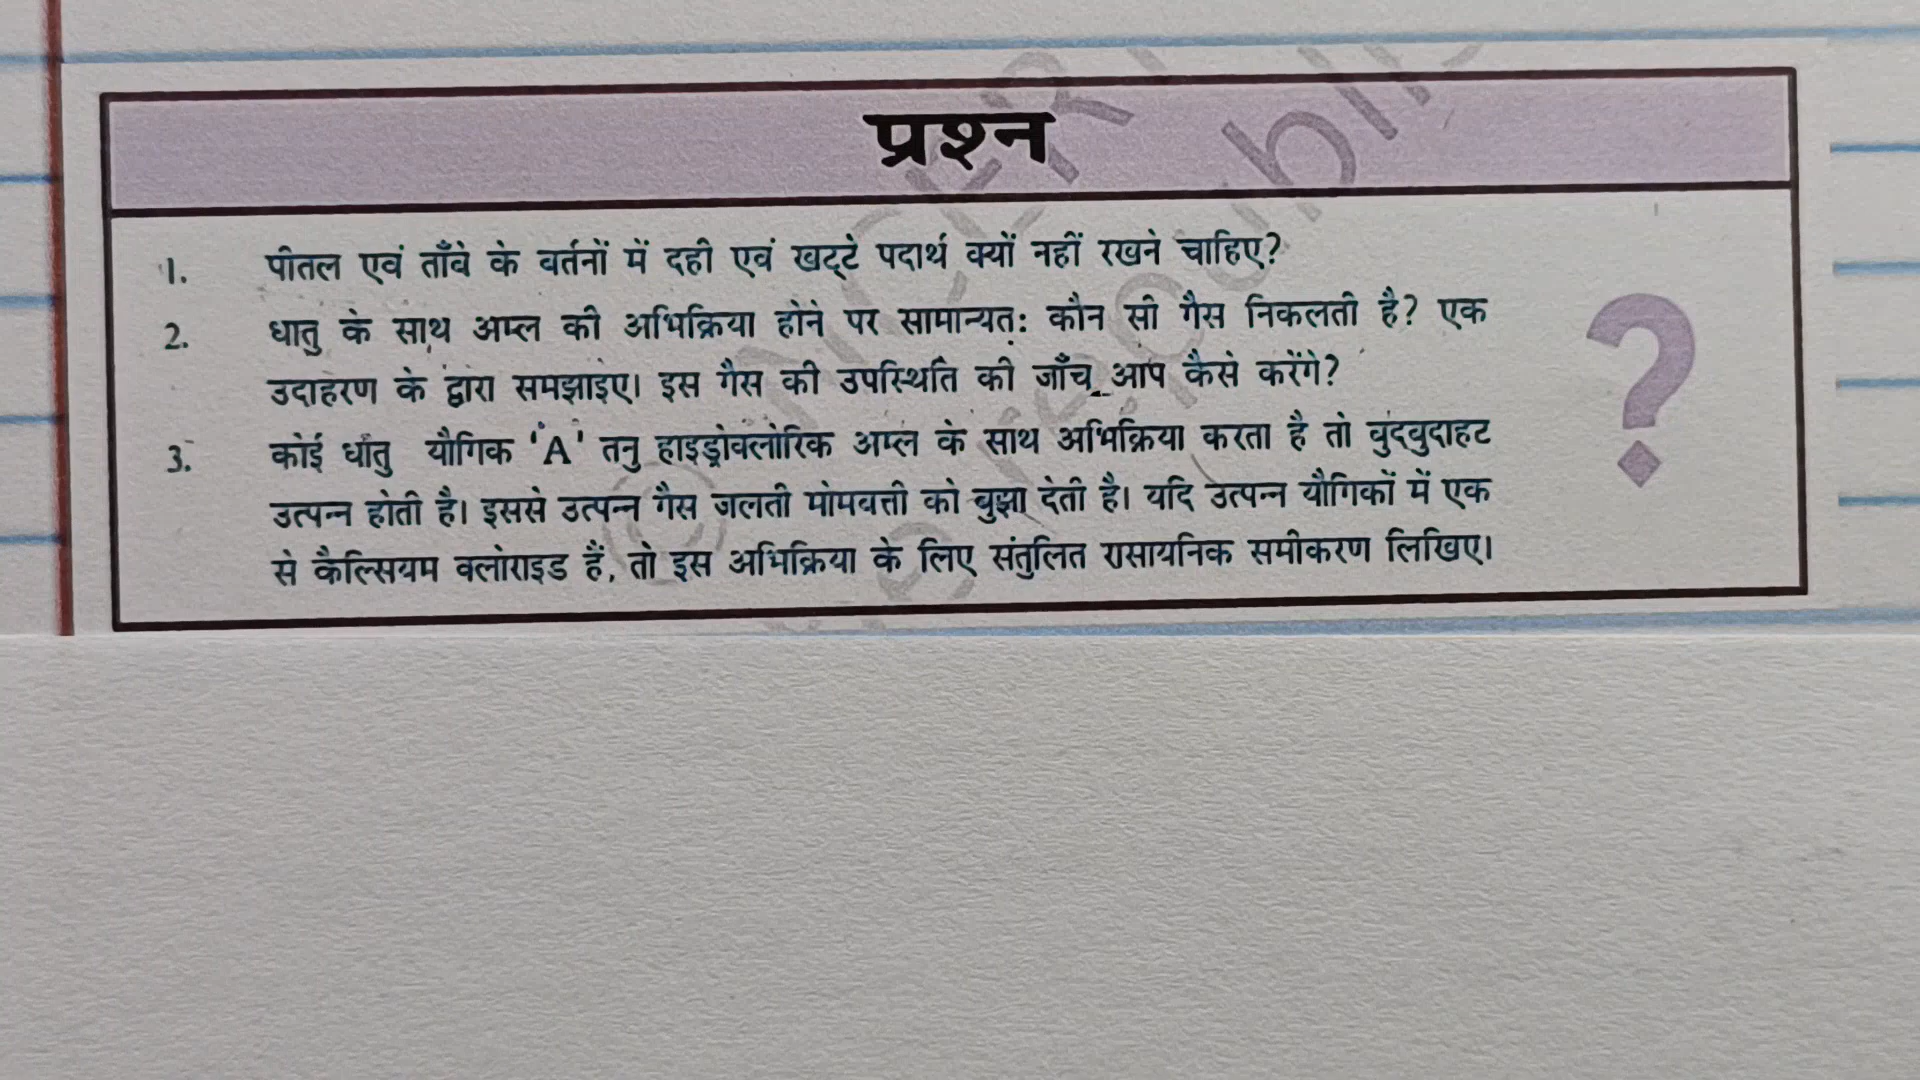 प्रश्न
1. पीतल एवं ताँबे के बर्तनों में दही एवं खट्टे पदार्थ क्यों नहीं रखने चाहिए?
2. धातु के साथ अम्ल की अभिक्रिया होने पर सामान्यतः कौन सी गैस निकलती है? एक
उदाहरण के द्वारा समझाइए। इस गैस की उपस्थिति की जाँच आप कैसे करेंगे?
3. कोई धातु यौगिक 'A' तनु हाइड्रोक्लोरिक अम्ल के साथ अभिक्रिया करता है तो बुदबुदाहट
उत्पन्न होती है। इससे उत्पन्न गैस जलती मोमबत्ती को बुझा देती है। यदि उत्पन्न यौगिकों में एक
से कैल्सियम क्लोराइड हैं, तो इस अभिक्रिया के लिए संतुलित रासायनिक समीकरण लिखिए।
?